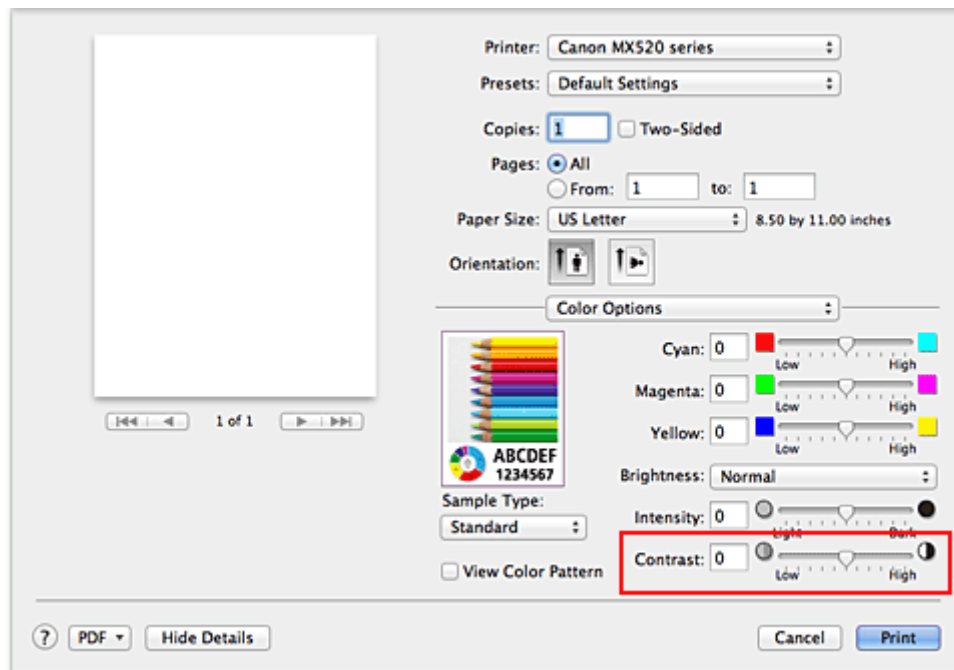 Printer: Canon MX520 series
Presets: Default Settings
Copies: 1 Two-Sided
Pages: All
From: 1 to: 1
Paper Size: US Letter 8.50 by 11.00 inches
Orientation:
Color Options
Cyan: 0
Low High
Magenta: 0
Low High
Yellow: 0
Low High
1 of 1
ABCDEF
1234567
Brightness: Normal
Sample Type:
Standard
Intensity: 0
Light Dark
Contrast: 0
Low High
View Color Pattern
? PDF Hide Details Cancel Print